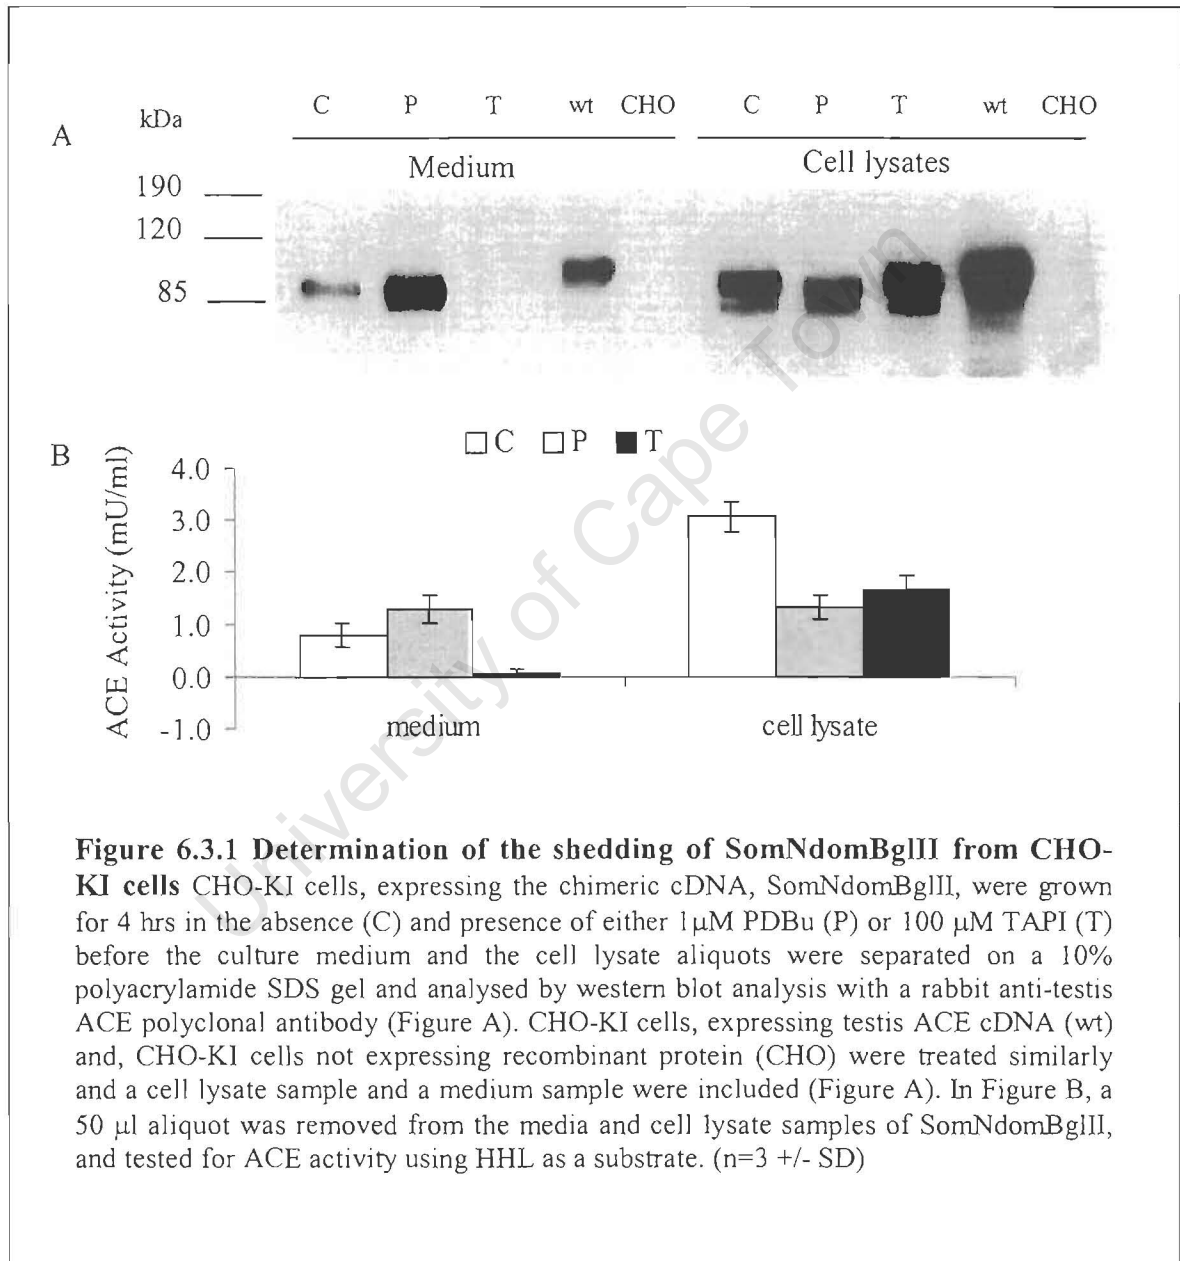 C P T wt CHO C P T wt CHO
kDa
A
Medium Cell lysates
190
120
85
University of Cape Town
B
C P T
ACE Activity (mU/ml)
4.0
3.0
2.0
1.0
0.0
-1.0
medium cell lysate
Figure 6.3.1 Determination of the shedding of SomNdomBglII from CHO-
KI cells CHO-KI cells, expressing the chimeric cDNA, SomNdomBglII, were grown
for 4 hrs in the absence (C) and presence of either 1µM PDBu (P) or 100 µM TAPI (T)
before the culture medium and the cell lysate aliquots were separated on a 10%
polyacrylamide SDS gel and analysed by western blot analysis with a rabbit anti-testis
ACE polyclonal antibody (Figure A). CHO-KI cells, expressing testis ACE cDNA (wt)
and, CHO-KI cells not expressing recombinant protein (CHO) were treated similarly
and a cell lysate sample and a medium sample were included (Figure A). In Figure B, a
50 µl aliquot was removed from the media and cell lysate samples of SomNdomBglII,
and tested for ACE activity using HHL as a substrate. (n=3 +/- SD)